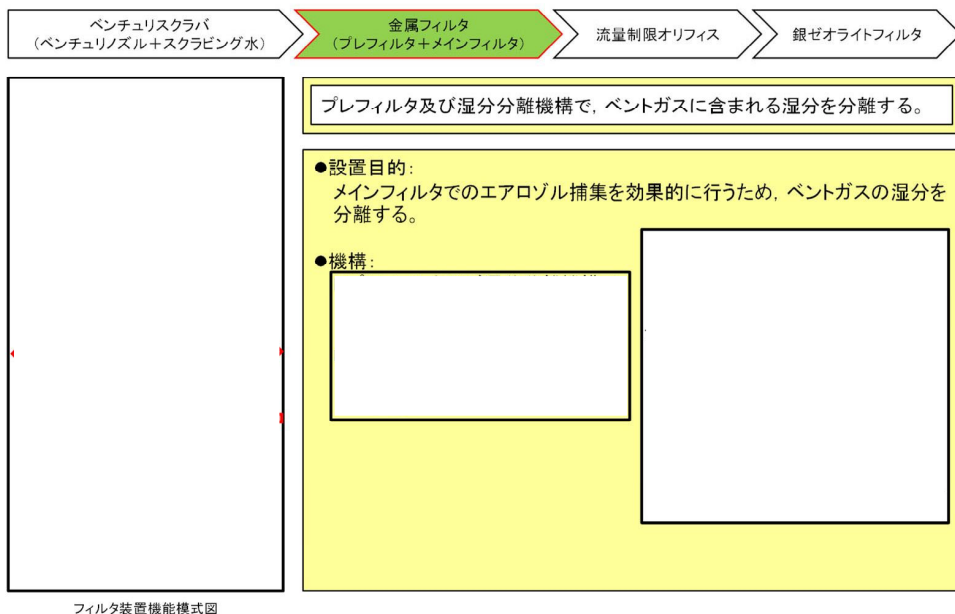 ベンチュリスクラバ
（ベンチュリノズル＋スクラビング水）
金属フィルタ
（プレフィルタ＋メインフィルタ）
流量制限オリフィス
銀ゼオライトフィルタ
プレフィルタ及び湿分分離機構で，ベントガスに含まれる湿分を分離する。
●設置目的：
メインフィルタでのエアロゾル捕集を効果的に行うため，ベントガスの湿分を
分離する。
●機構：
フィルタ装置機能模式図